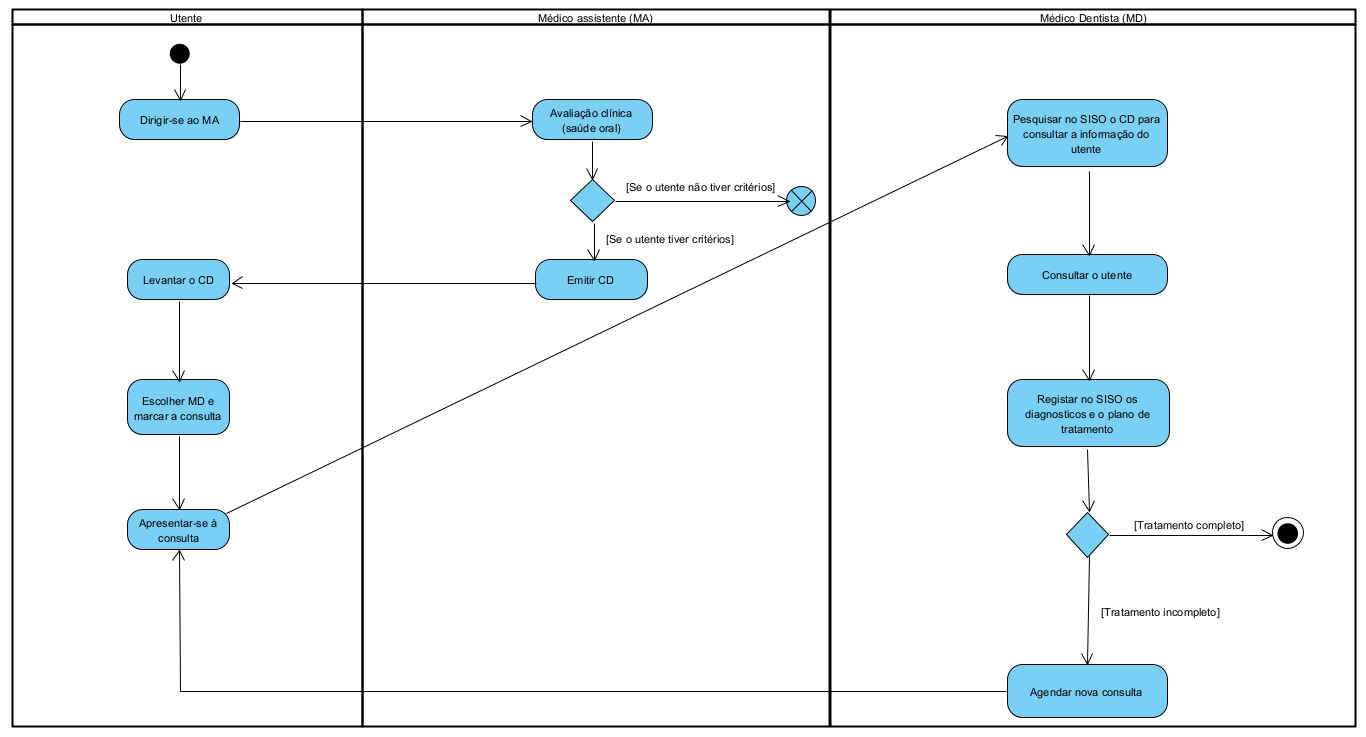 Utente
Médico assistente (MA)
Médico Dentista (MD)
Dirigir-se ao MA
Avaliação clínica
(saúde oral)
Pesquisar no SISO o CD para
consultar a informação do
utente
[Se o utente não tiver critérios]
[Se o utente tiver critérios]
Levantar o CD
Emitir CD
Consultar o utente
Escolher MD e
marcar a consulta
Registar no SISO os
diagnosticos e o plano de
tratamento
Apresentar-se à
consulta
[Tratamento completo]
[Tratamento incompleto]
Agendar nova consulta